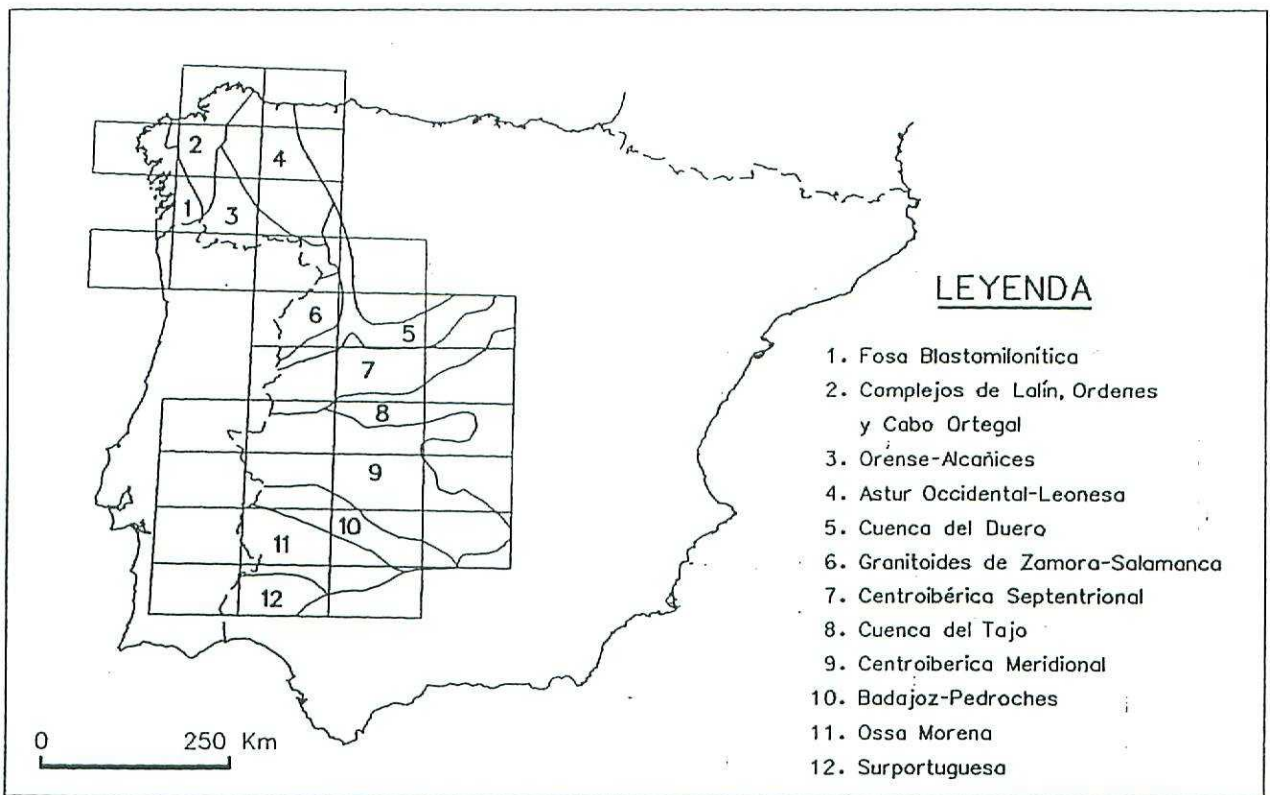 2
4
1
3
6
5
7
8
9
10
11
12
0 250 Km
LEYENDA
1. Fosa Blastomilonítica
2. Complejos de Lalín, Ordenes
y Cabo Ortegal
3. Orense-Alcañices
4. Astur Occidental-Leonesa
5. Cuenca del Duero
6. Granitoides de Zamora-Salamanca
7. Centroibérica Septentrional
8. Cuenca del Tajo
9. Centroiberica Meridional
10. Badajoz-Pedroches
11. Ossa Morena
12. Surportuguesa